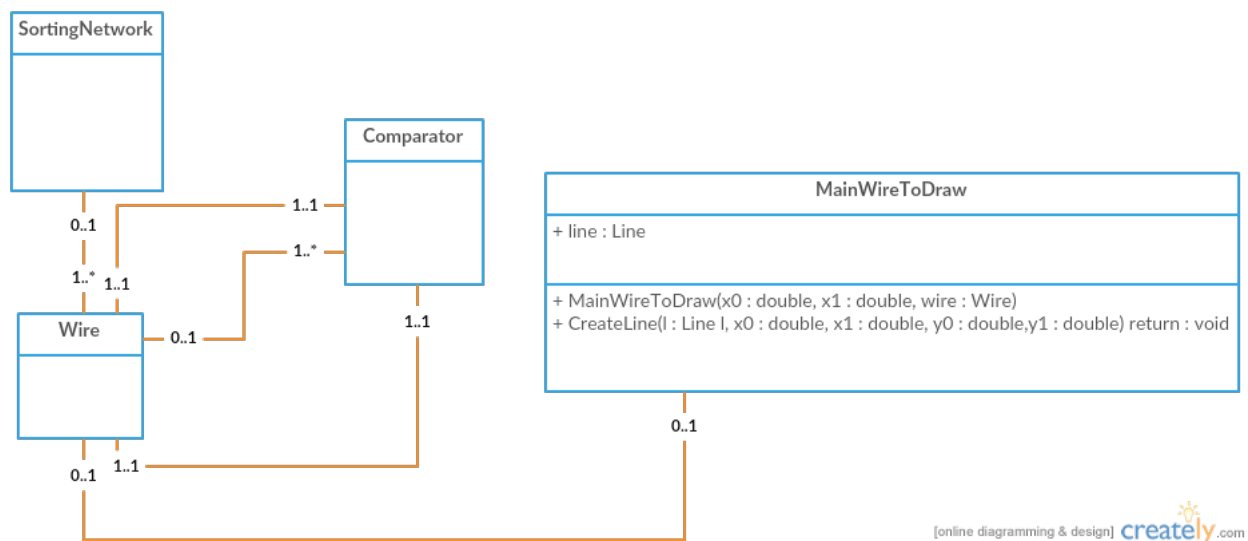 SortingNetwork
Comparator
MainWireToDraw
+ line : Line
+ MainWireToDraw(x0 : double, x1 : double, wire : Wire)
+ CreateLine(l : Line l, x0 : double, x1 : double, y0 : double,y1 : double) return : void
0..1
1..1
1..*
1..*
1..1
Wire
0..1
1..1
0..1
1..1
0..1
[online diagramming & design] creately.com